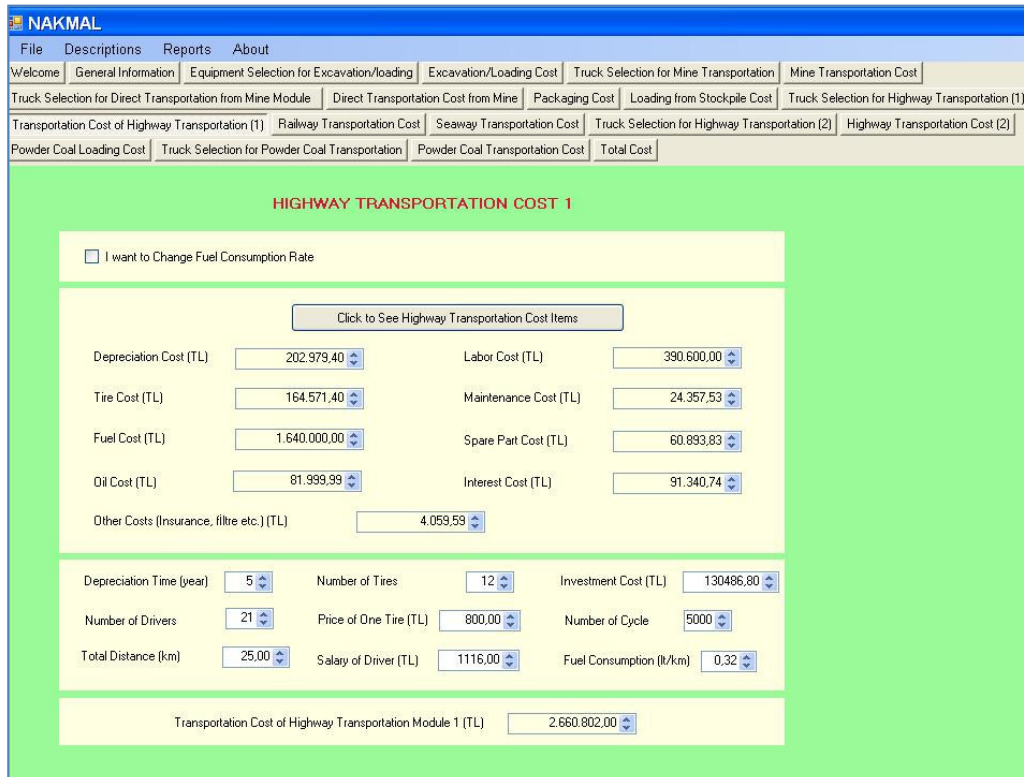 NAKMAL
File Descriptions Reports About
Welcome General Information Equipment Selection for Excavation/loading Excavation/Loading Cost Truck Selection for Mine Transportation Mine Transportation Cost
Truck Selection for Direct Transportation from Mine Module Direct Transportation Cost from Mine Packaging Cost Loading from Stockpile Cost Truck Selection for Highway Transportation (1)
Transportation Cost of Highway Transportation (1) Railway Transportation Cost Seaway Transportation Cost Truck Selection for Highway Transportation (2) Highway Transportation Cost (2)
Powder Coal Loading Cost Truck Selection for Powder Coal Transportation Powder Coal Transportation Cost Total Cost
HIGHWAY TRANSPORTATION COST 1
I want to Change Fuel Consumption Rate
Click to See Highway Transportation Cost Items
Depreciation Cost (TL) 202.979,40 Labor Cost (TL) 390.600,00
Tire Cost (TL) 164.571,40 Maintenance Cost (TL) 24.357,53
Fuel Cost (TL) 1.640.000,00 Spare Part Cost (TL) 60.893,83
Oil Cost (TL) 81.999,99 Interest Cost (TL) 91.340,74
Other Costs (Insurance, filtre etc.) (TL) 4.059,59
Depreciation Time (year) 5 Number of Tires 12 Investment Cost (TL) 130486,80
Number of Drivers 21 Price of One Tire (TL) 800,00 Number of Cycle 5000
Total Distance (km) 25,00 Salary of Driver (TL) 1116,00 Fuel Consumption (lt/km) 0,32
Transportation Cost of Highway Transportation Module 1 (TL) 2.660.802,00